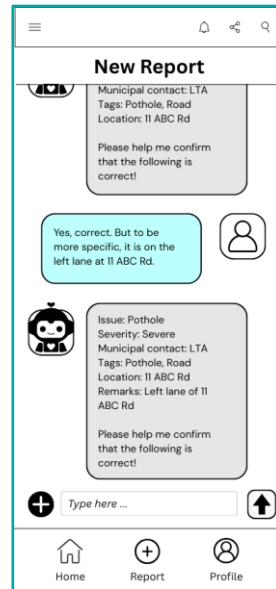 New Report
Municipal contact: LTA
Tags: Pothole, Road
Location: 11 ABC Rd
Please help me confirm
that the following is
correct!
Yes, correct. But to be
more specific, it is on the
left lane at 11 ABC Rd.
Issue: Pothole
Severity: Severe
Municipal contact: LTA
Tags: Pothole, Road
Location: 11 ABC Rd
Remarks: Left lane of 11
ABC Rd
Please help me confirm
that the following is
correct!
Type here ...
Home Report Profile